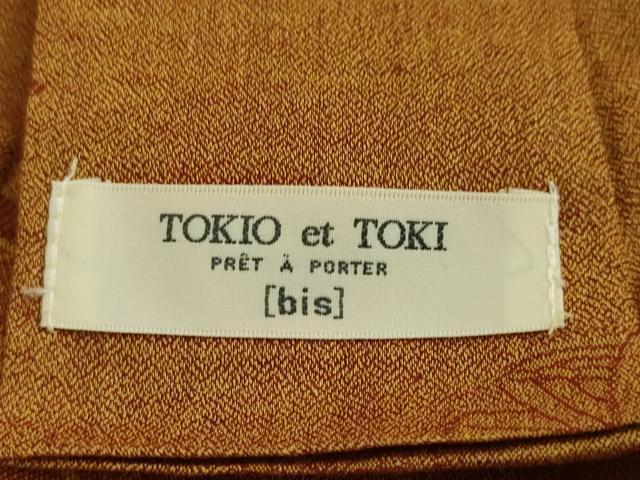 TOKIO et TOKI
PRÊT À PORTER
[bis]